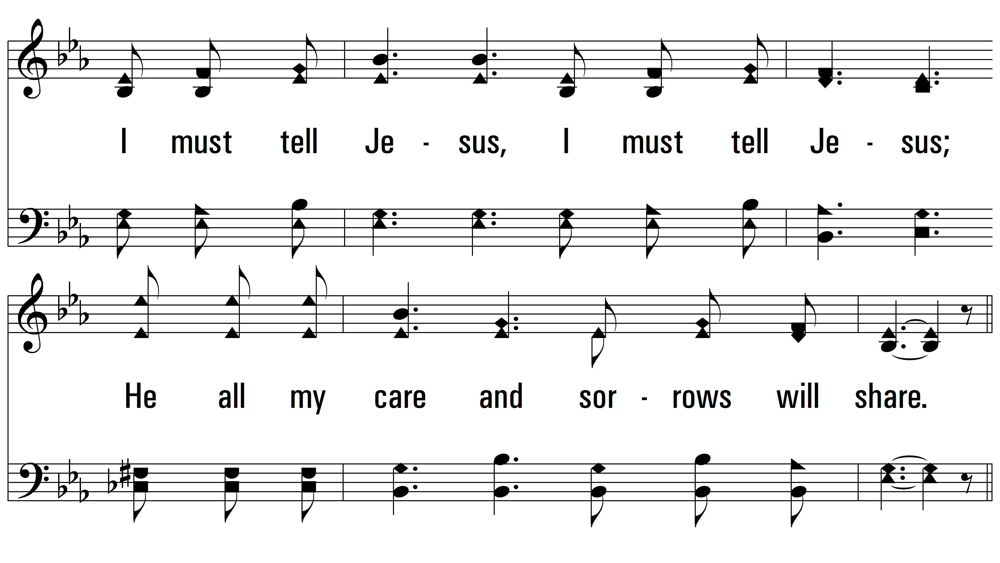 I must tell Je - sus, I must tell Je - sus;
He all my care and sor - rows will share.